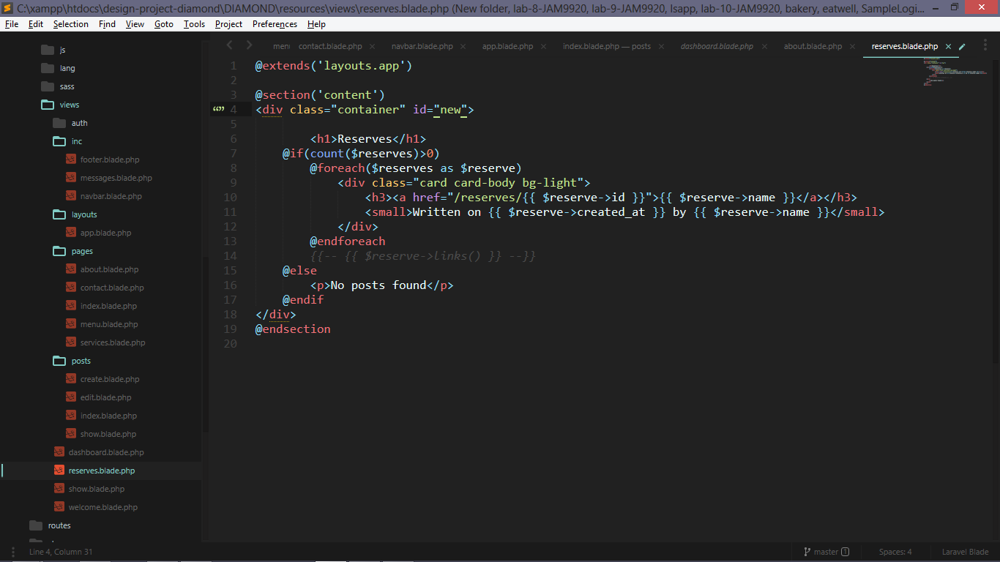 C:\xampp\htdocs\design-project-diamond\DIAMOND\resources\views\reserves.blade.php (New folder, lab-8-JAM9920, lab-9-JAM9920, lsapp, lab-10-JAM9920, bakery, eatwell, SampleLogi...
File Edit Selection Find View Goto Tools Project Preferences Help
contact.blade.php navbar.blade.php app.blade.php index.blade.php — posts dashboard.blade.php about.blade.php reserves.blade.php
js
lang
sass
views
auth
inc
footer.blade.php
messages.blade.php
navbar.blade.php
layouts
app.blade.php
pages
about.blade.php
contact.blade.php
index.blade.php
menu.blade.php
services.blade.php
posts
create.blade.php
edit.blade.php
index.blade.php
show.blade.php
dashboard.blade.php
reserves.blade.php
show.blade.php
welcome.blade.php
routes
1 @extends('layouts.app')
2
3 @section('content')
4 <div class="container" id="new">
5
6 <h1>Reserves</h1>
7 @if(count($reserves)>0)
8 @foreach($reserves as $reserve)
9 <div class="card card-body bg-light">
10 <h3><a href="/reserves/{{ $reserve->id }}">{{ $reserve->name }}</a></h3>
11 <small>Written on {{ $reserve->created_at }} by {{ $reserve->name }}</small>
12 </div>
13 @endforeach
14 {{-- {{ $reserve->links() }} --}}
15 @else
16 <p>No posts found</p>
17 @endif
18 </div>
19 @endsection
20
Line 4, Column 31 master 1 Spaces: 4 Laravel Blade